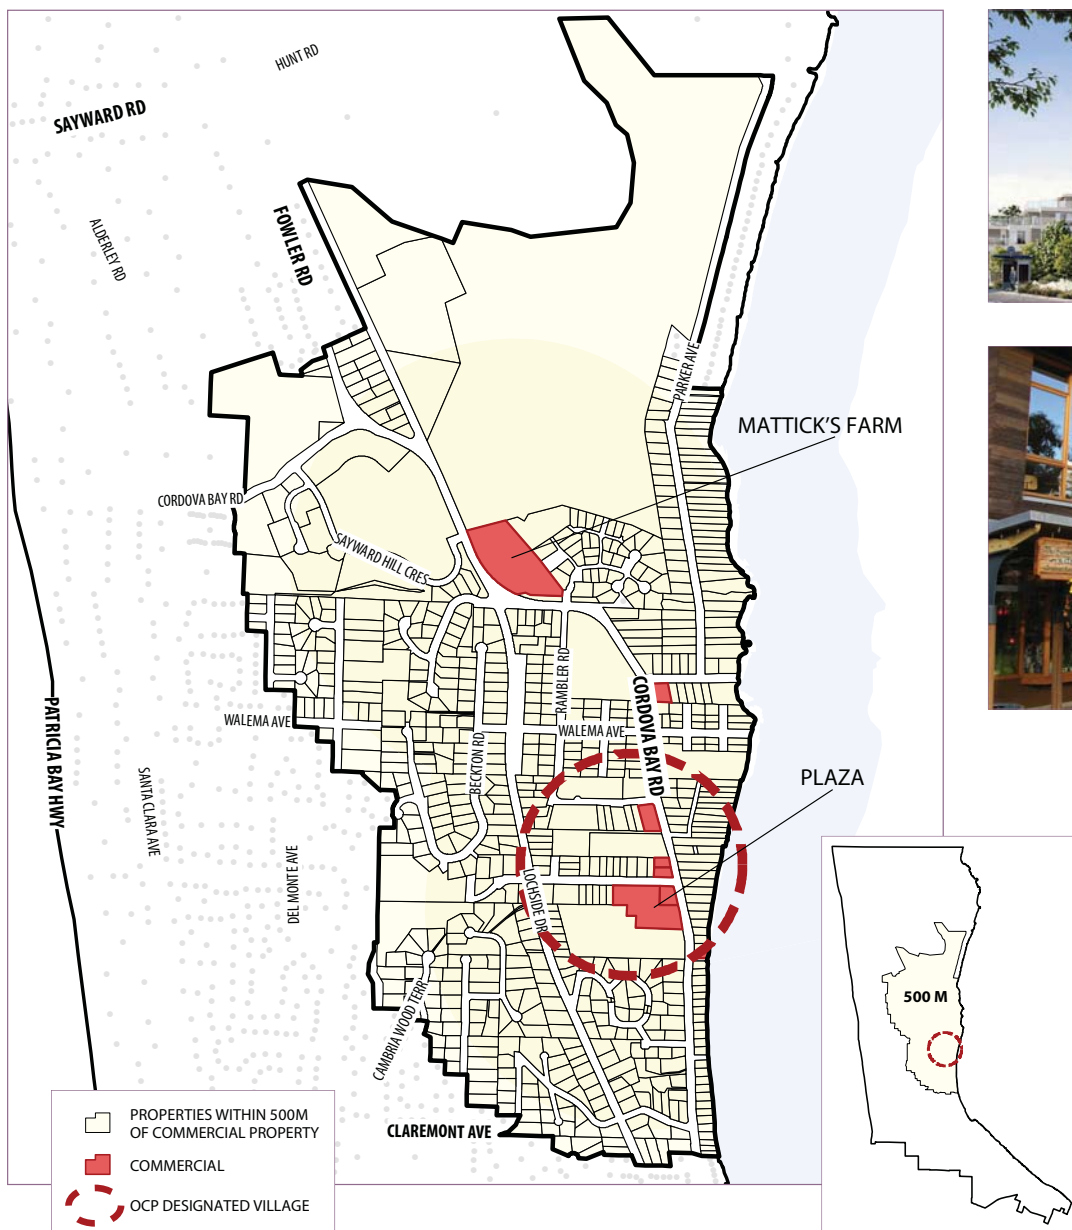 HUNT RD
SAYWARD RD
FOWLER RD
ALDERLEY RD
PARKER AVE
MATTICK'S FARM
CORDOVA BAY RD
SAYWARD HILL CRES
RAMBLER RD
CORDOVA BAY RD
PATRICIA BAY HWY
WALEMA AVE
WALEMA AVE
BECKTON RD
SANTA CLARA AVE
PLAZA
DEL MONTE AVE
LOCHSIDE DR
CAMBRIA WOOD TERR
500 M
CLAREMONT AVE
PROPERTIES WITHIN 500M
OF COMMERCIAL PROPERTY
COMMERCIAL
OCP DESIGNATED VILLAGE